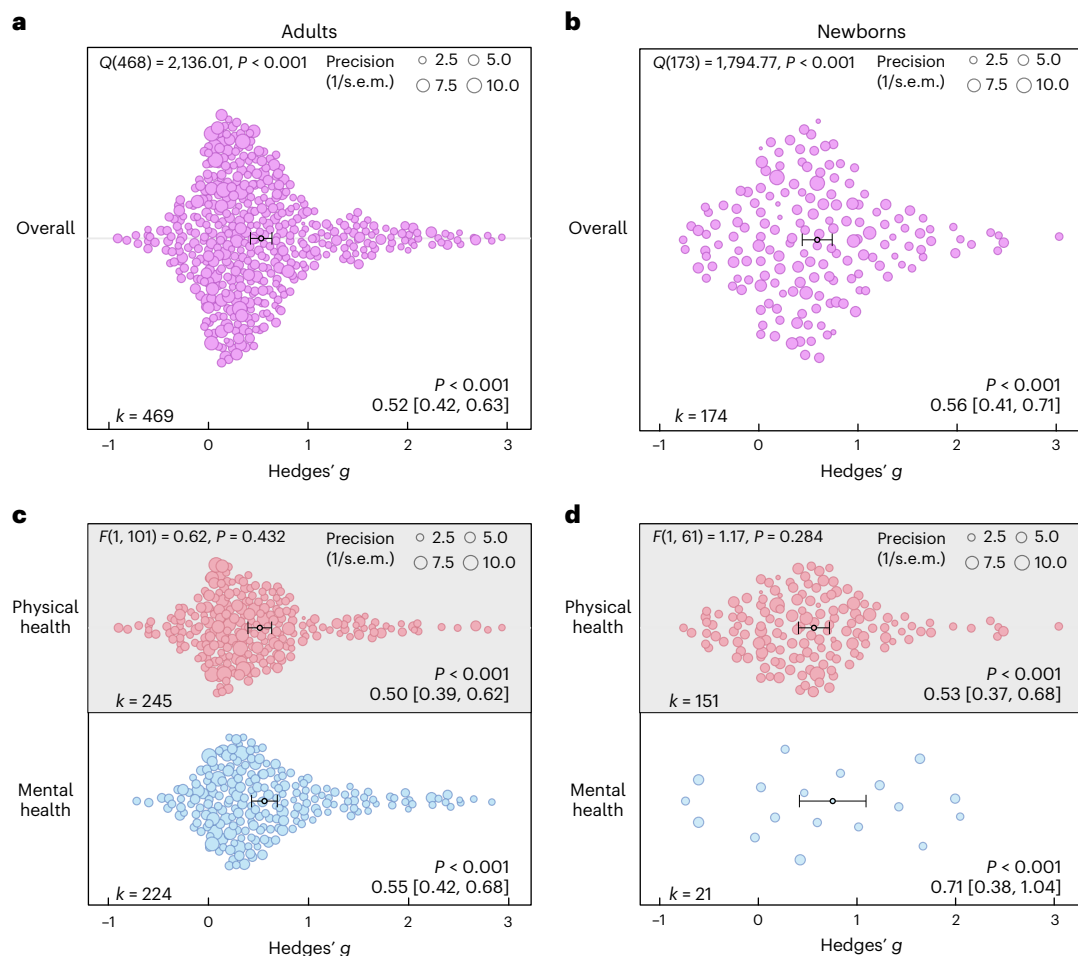 a
Adults
Q(468) = 2,136.01, P < 0.001
Precision
(1/s.e.m.)
2.5 5.0
7.5 10.0
Overall
P < 0.001
0.52 [0.42, 0.63]
k = 469
–1 0 1 2 3
Hedges’ g
b
Newborns
Q(173) = 1,794.77, P < 0.001
Precision
(1/s.e.m.)
2.5 5.0
7.5 10.0
Overall
P < 0.001
0.56 [0.41, 0.71]
k = 174
–1 0 1 2 3
Hedges’ g
c
F(1, 101) = 0.62, P = 0.432
Precision
(1/s.e.m.)
2.5 5.0
7.5 10.0
Physical
health
P < 0.001
0.50 [0.39, 0.62]
k = 245
Mental
health
P < 0.001
0.55 [0.42, 0.68]
k = 224
–1 0 1 2 3
Hedges’ g
d
F(1, 61) = 1.17, P = 0.284
Precision
(1/s.e.m.)
2.5 5.0
7.5 10.0
Physical
health
P < 0.001
0.53 [0.37, 0.68]
k = 151
Mental
health
P < 0.001
0.71 [0.38, 1.04]
k = 21
–1 0 1 2 3
Hedges’ g